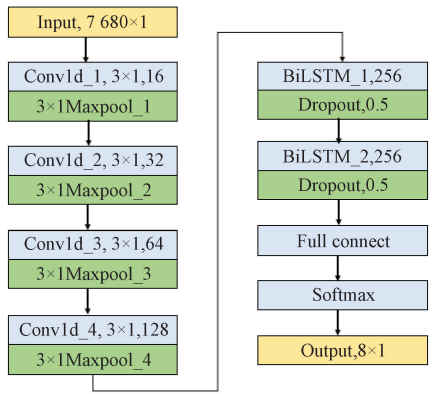 Input, 7 680×1
Conv1d_1, 3×1,16
3×1Maxpool_1
Conv1d_2, 3×1,32
3×1Maxpool_2
Conv1d_3, 3×1,64
3×1Maxpool_3
Conv1d_4, 3×1,128
3×1Maxpool_4
BiLSTM_1,256
Dropout,0.5
BiLSTM_2,256
Dropout,0.5
Full connect
Softmax
Output,8×1